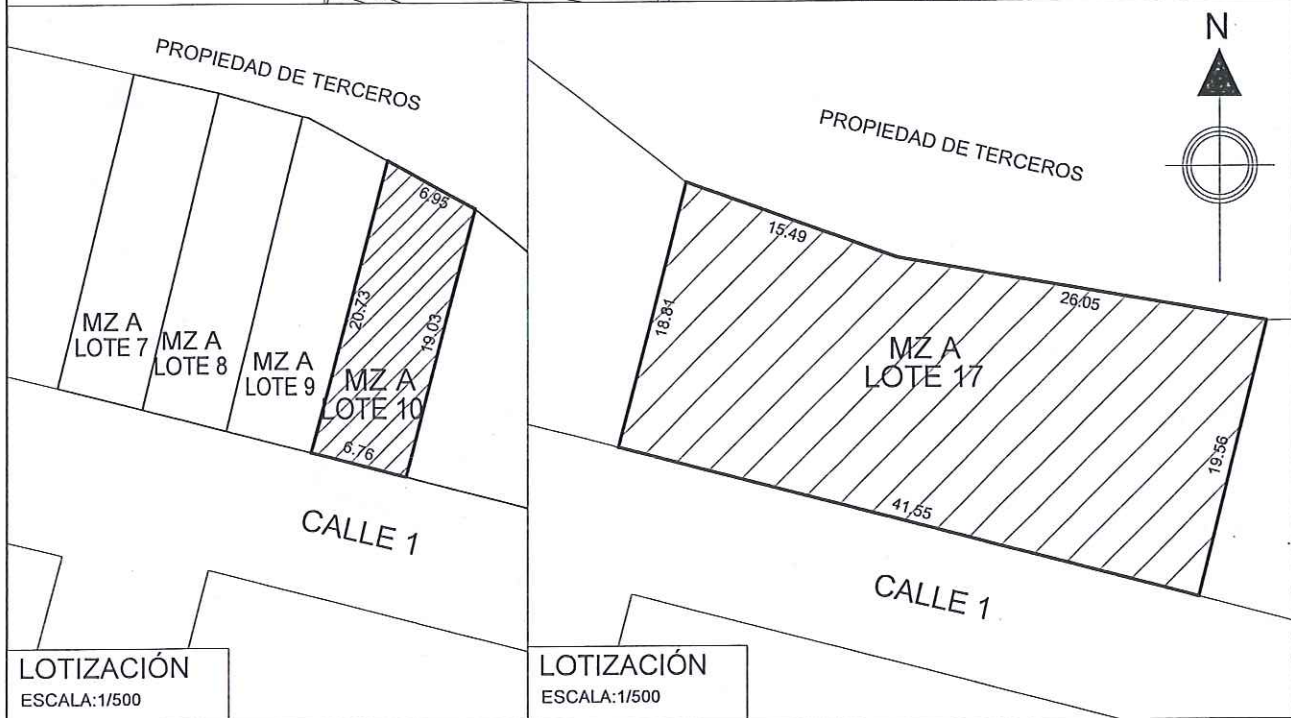 PROPIEDAD DE TERCEROS
6.95
20.73
19.03
MZ A
LOTE 7
MZ A
LOTE 8
MZ A
LOTE 9
MZ A
LOTE 10
6.76
CALLE 1
LOTIZACIÓN
ESCALA:1/500
N
PROPIEDAD DE TERCEROS
15.49
26.05
18.81
MZ A
LOTE 17
19.56
41.55
CALLE 1
LOTIZACIÓN
ESCALA:1/500